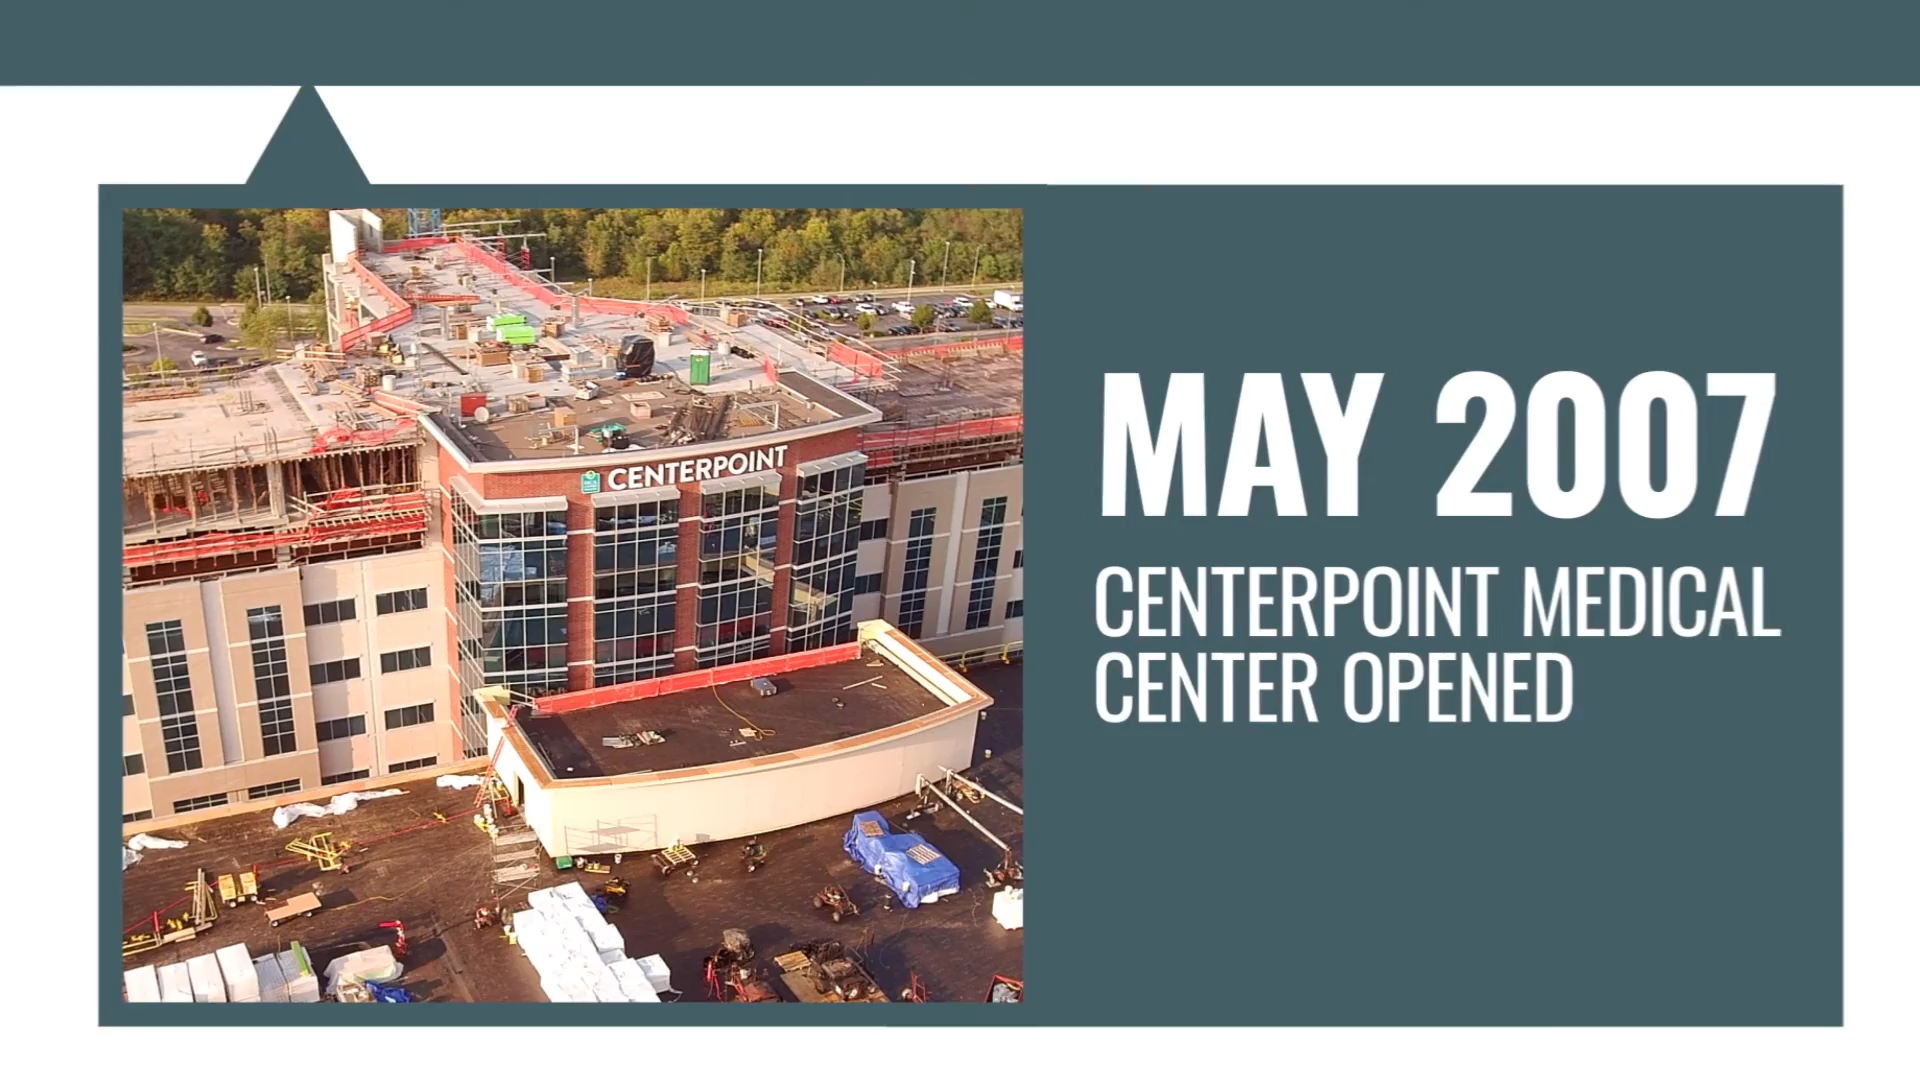 CENTERPOINT
MAY 2007
CENTERPOINT MEDICAL
CENTER OPENED